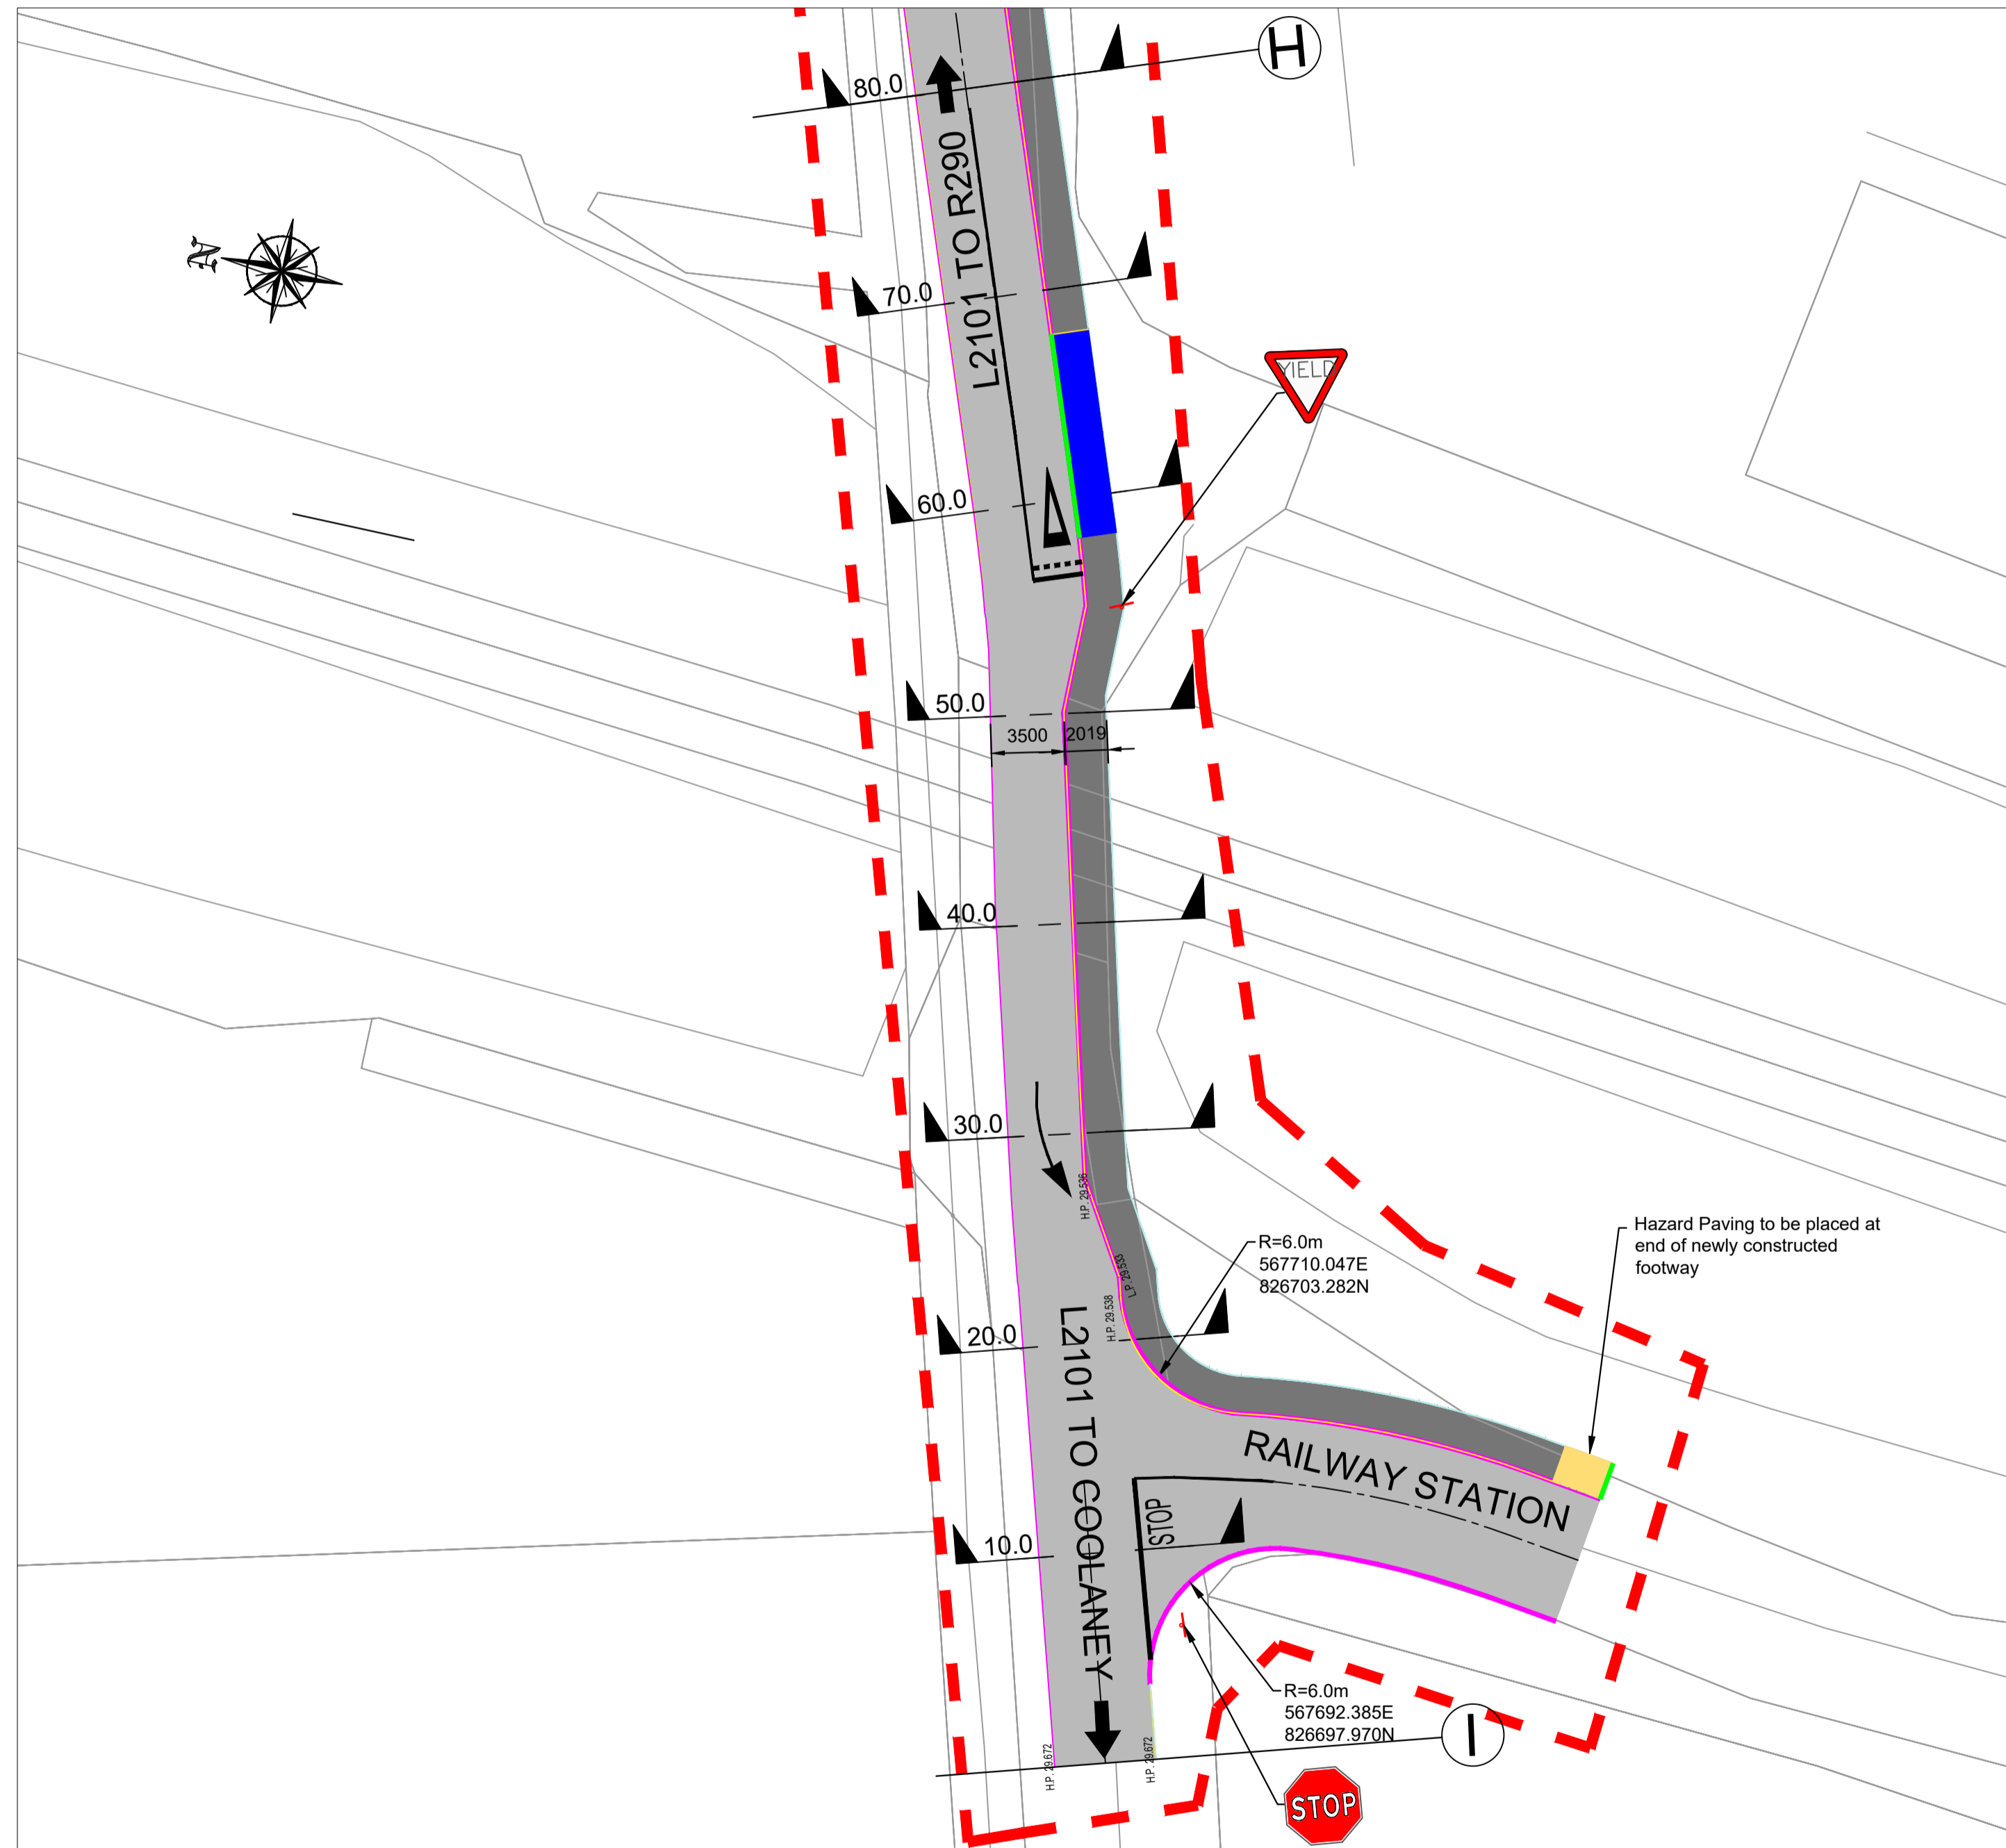 H
80.0
N
L2101 TO R290
70.0
YIELD
60.0
50.0
3500
2019
40.0
30.0
H.P. 29.536
Hazard Paving to be placed at
end of newly constructed
footway
R=6.0m
567710.047E
826703.282N
L.P. 29.533
H.P. 29.538
20.0
L2101 TO COOLANEY
RAILWAY STATION
STOP
10.0
R=6.0m
567692.385E
826697.970N
I
H.P. 29.672
H.P. 29.672
STOP